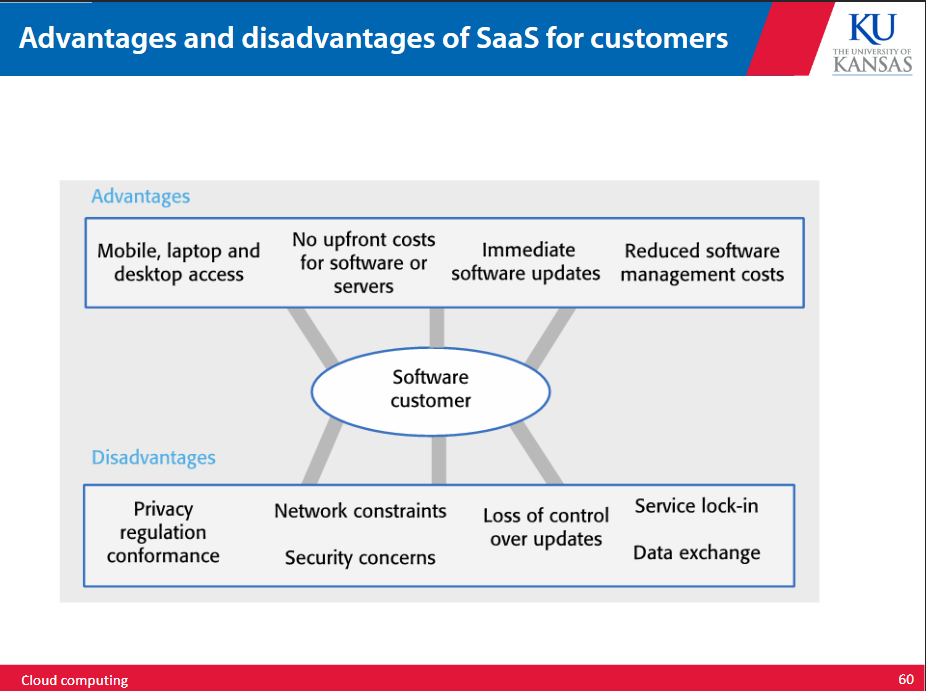 Advantages and disadvantages of SaaS for customers
KU
THE UNIVERSITY OF
KANSAS
Advantages
Mobile, laptop and
desktop access
No upfront costs
for software or
servers
Immediate
software updates
Reduced software
management costs
Software
customer
Disadvantages
Privacy
regulation
conformance
Network constraints
Security concerns
Loss of control
over updates
Service lock-in
Data exchange
Cloud computing
60